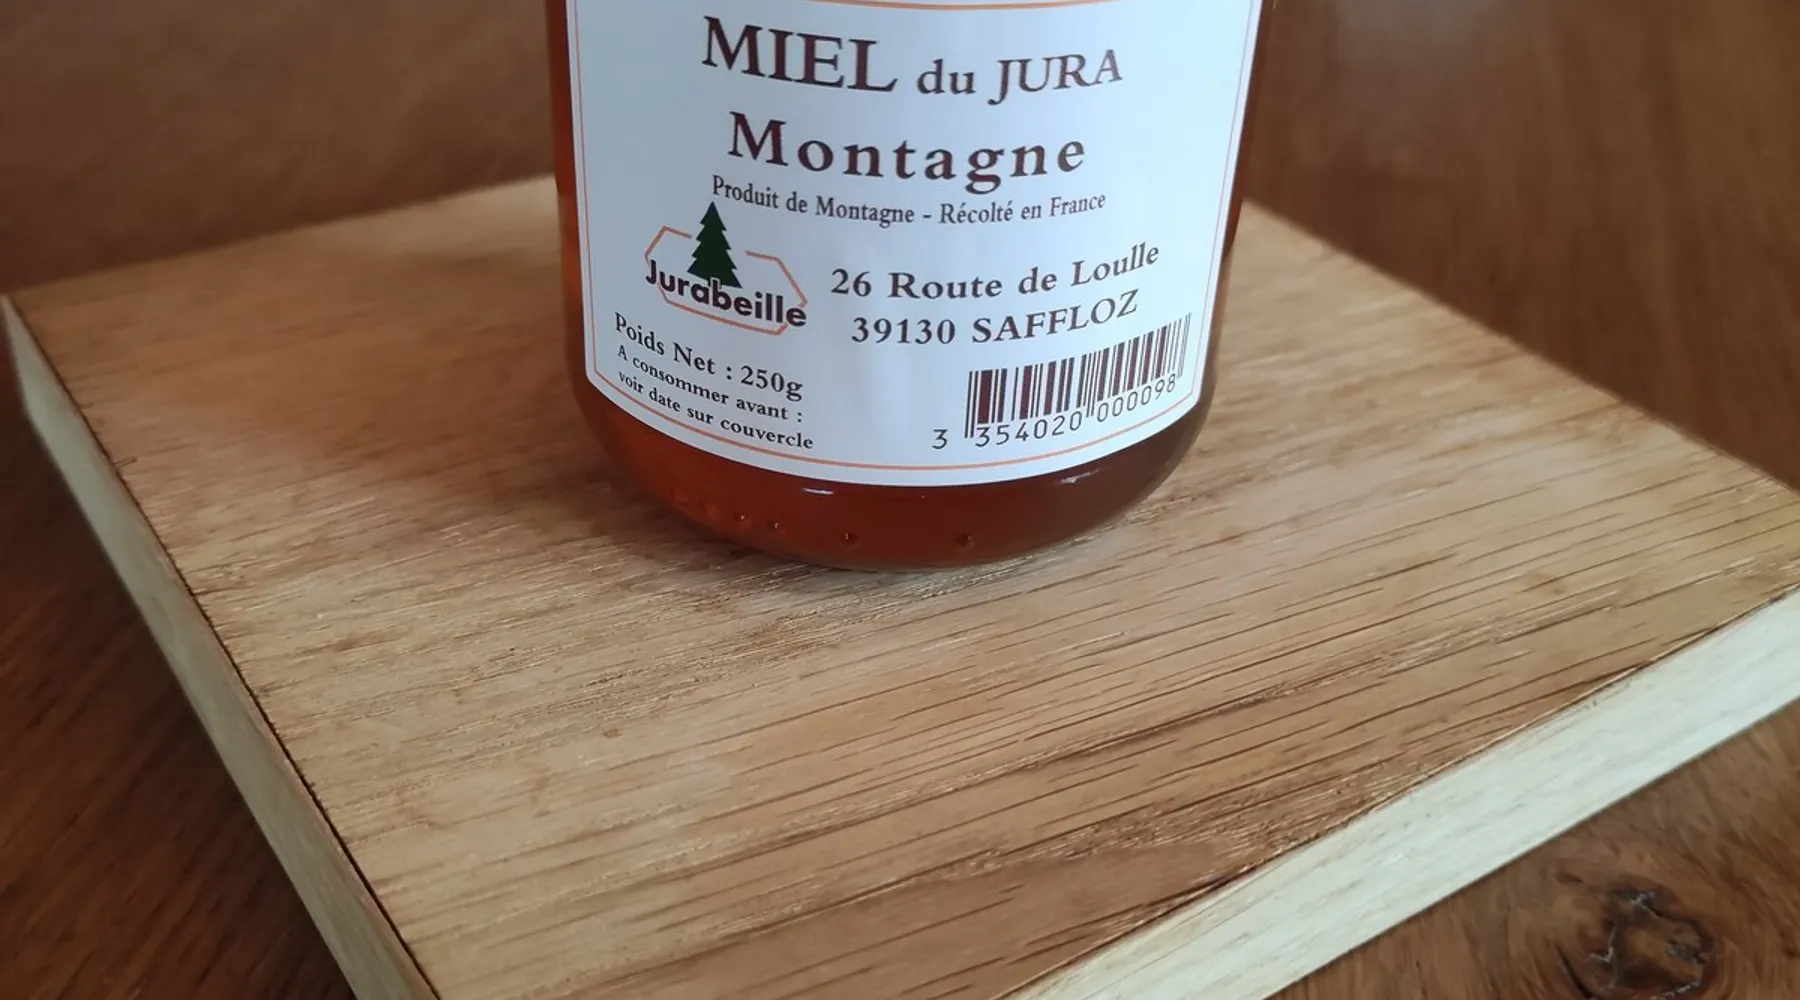 MIEL du JURA
Montagne
Produit de Montagne - Récolté en France
Jurabeille
26 Route de Loulle
39130 SAFFLOZ
Poids Net : 250g
A consommer avant :
voir date sur couvercle
3 354020 000098